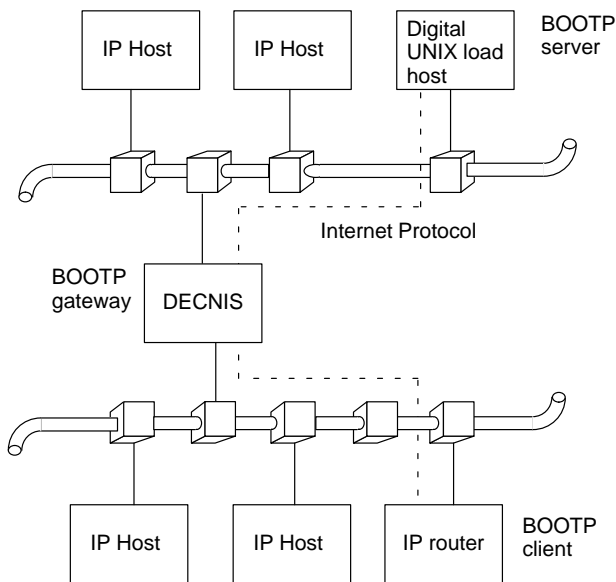 IP Host
IP Host
Digital
UNIX load
host
BOOTP
server
Internet Protocol
BOOTP
gateway
DECNIS
IP Host
IP Host
IP router
BOOTP
client